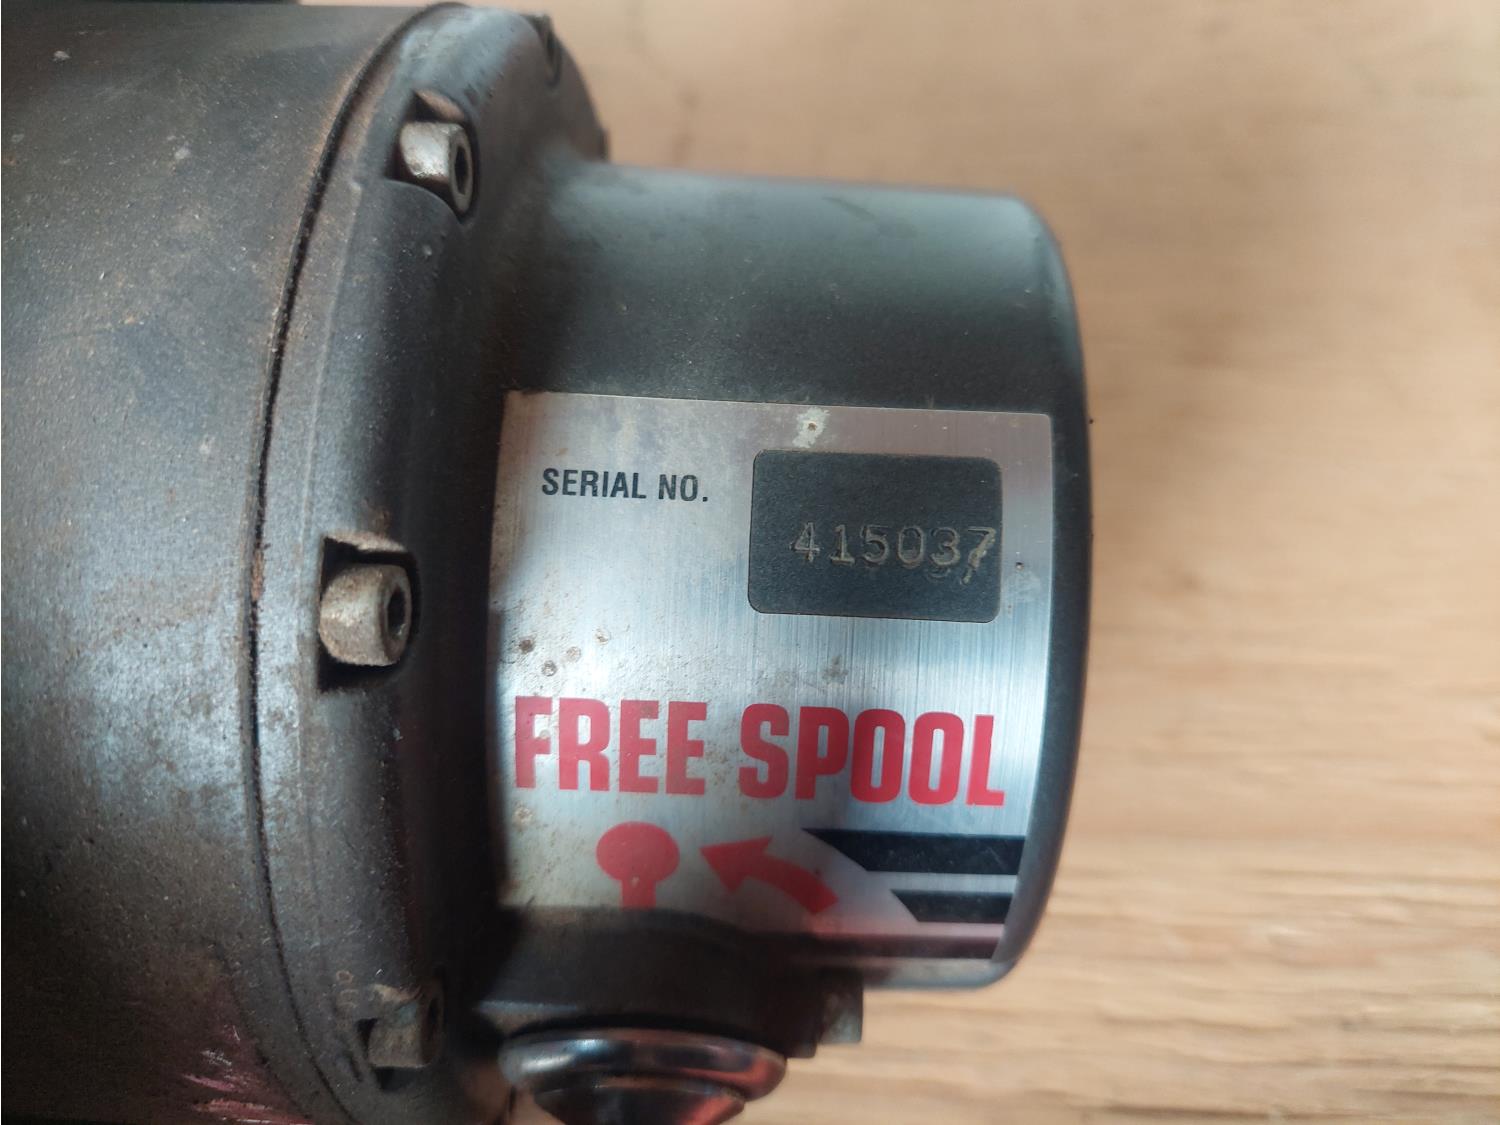 SERIAL NO.
415037
FREE SPOOL